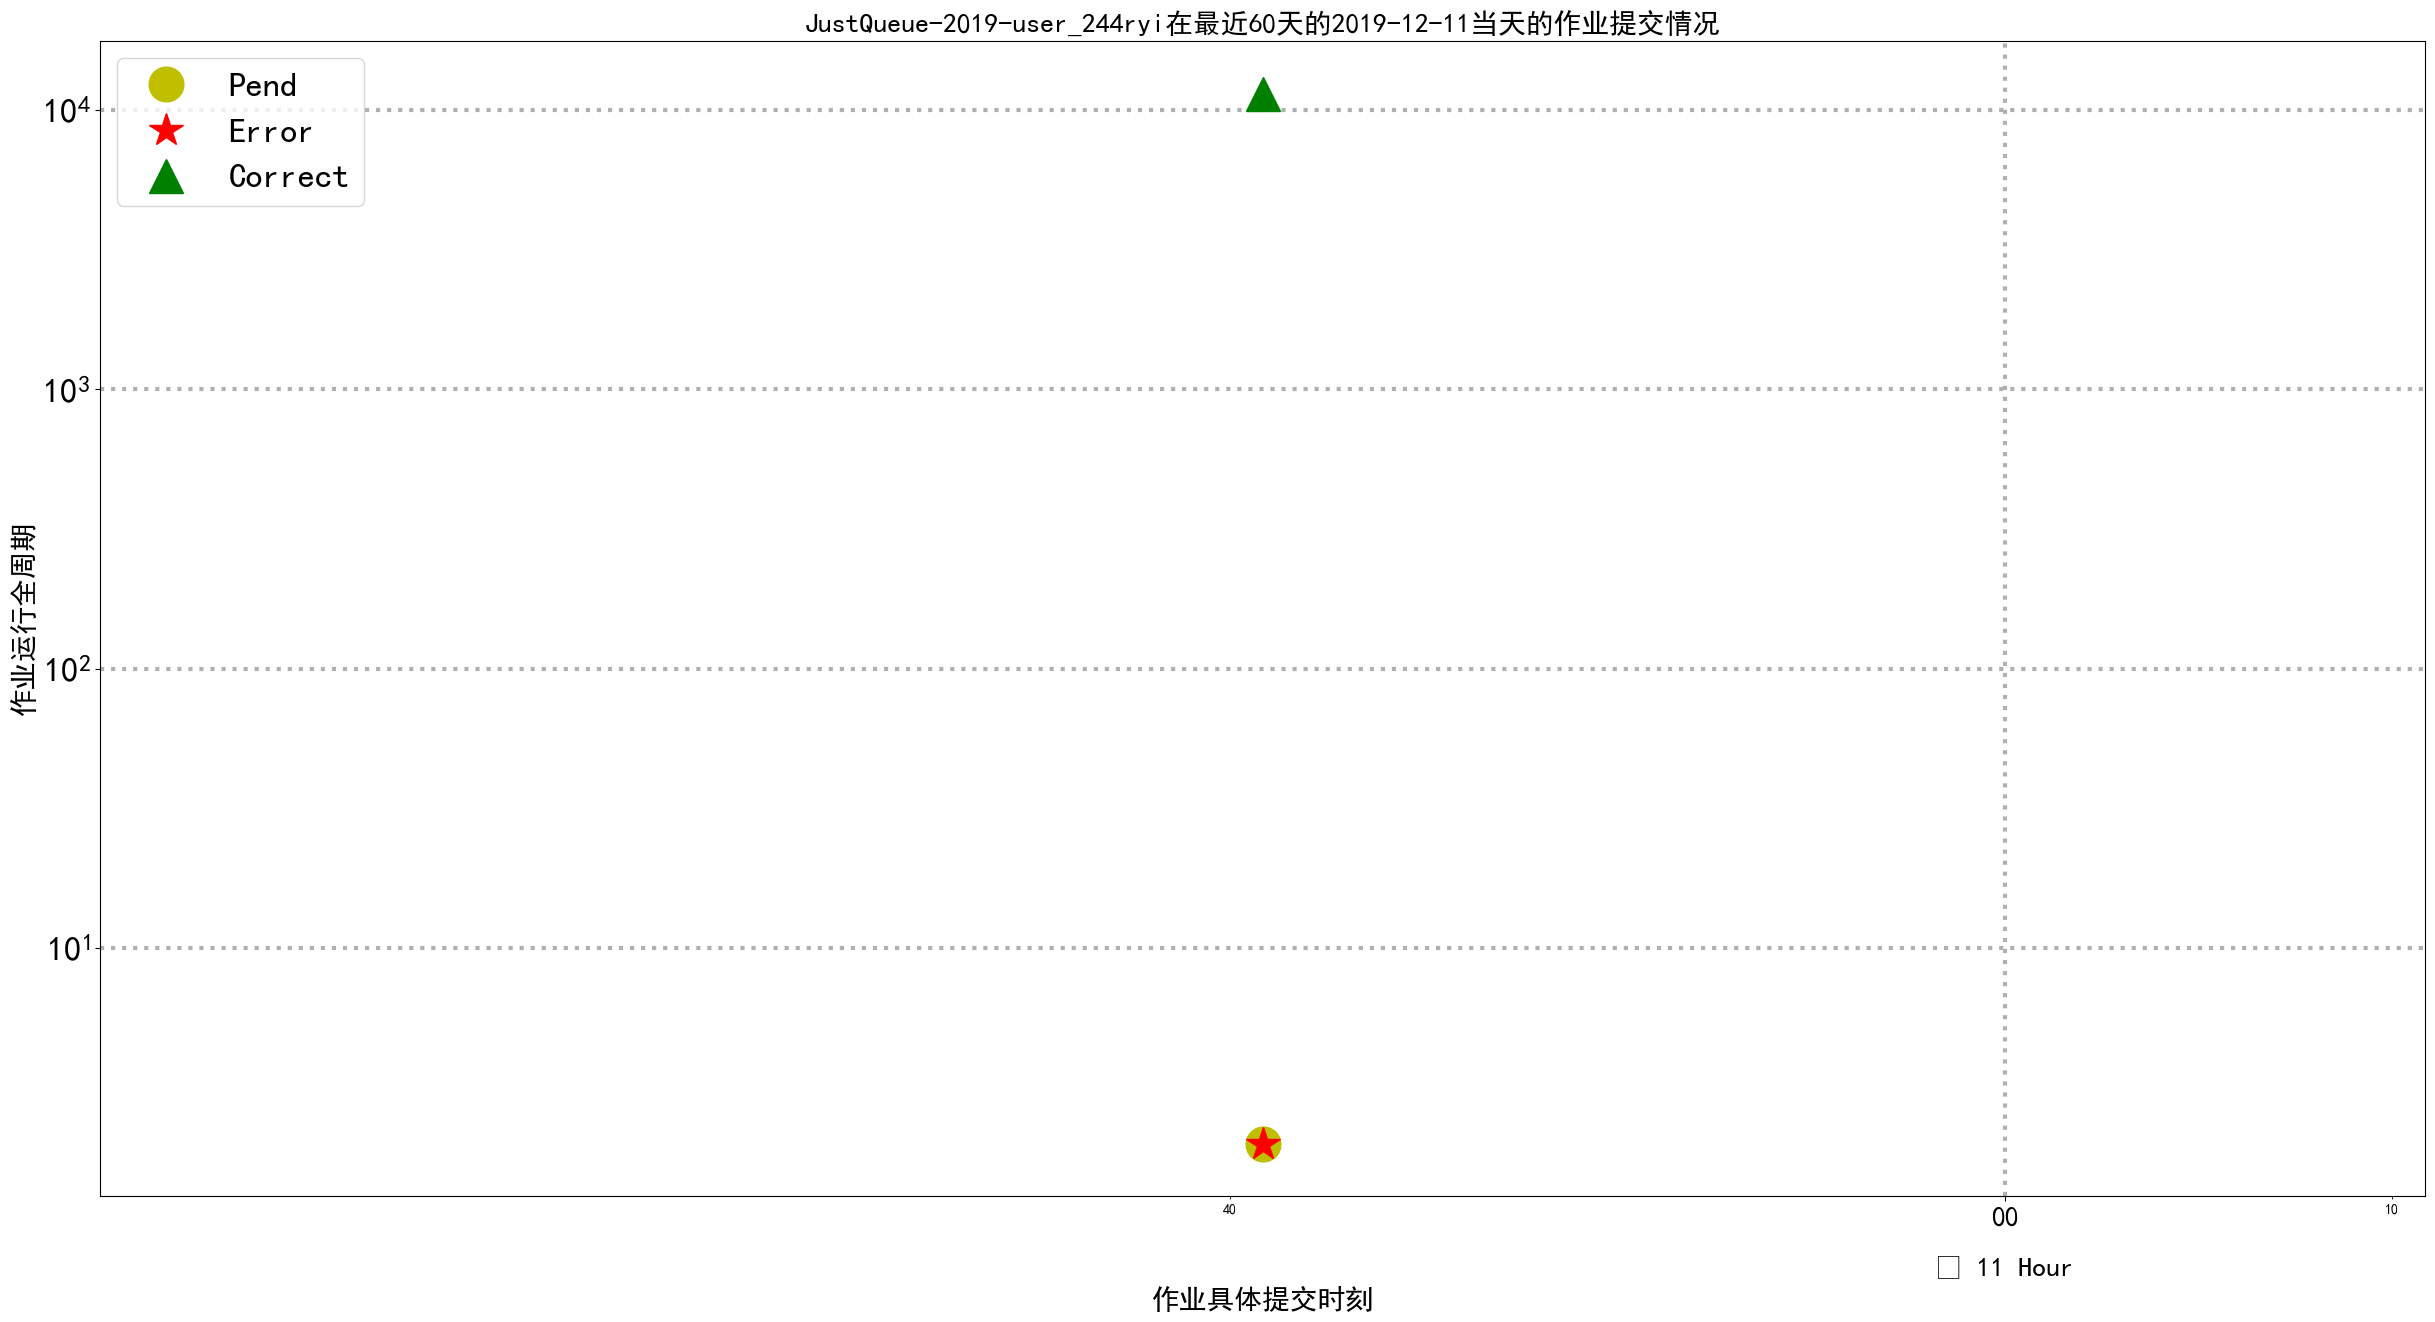 JustQueue-2019-user_244ryi在最近60天的2019-12-11当天的作业提交情况
Pend
Error
Correct
10⁴
10³
10²
10¹
作业运行全周期
40
00
10
□ 11 Hour
作业具体提交时刻